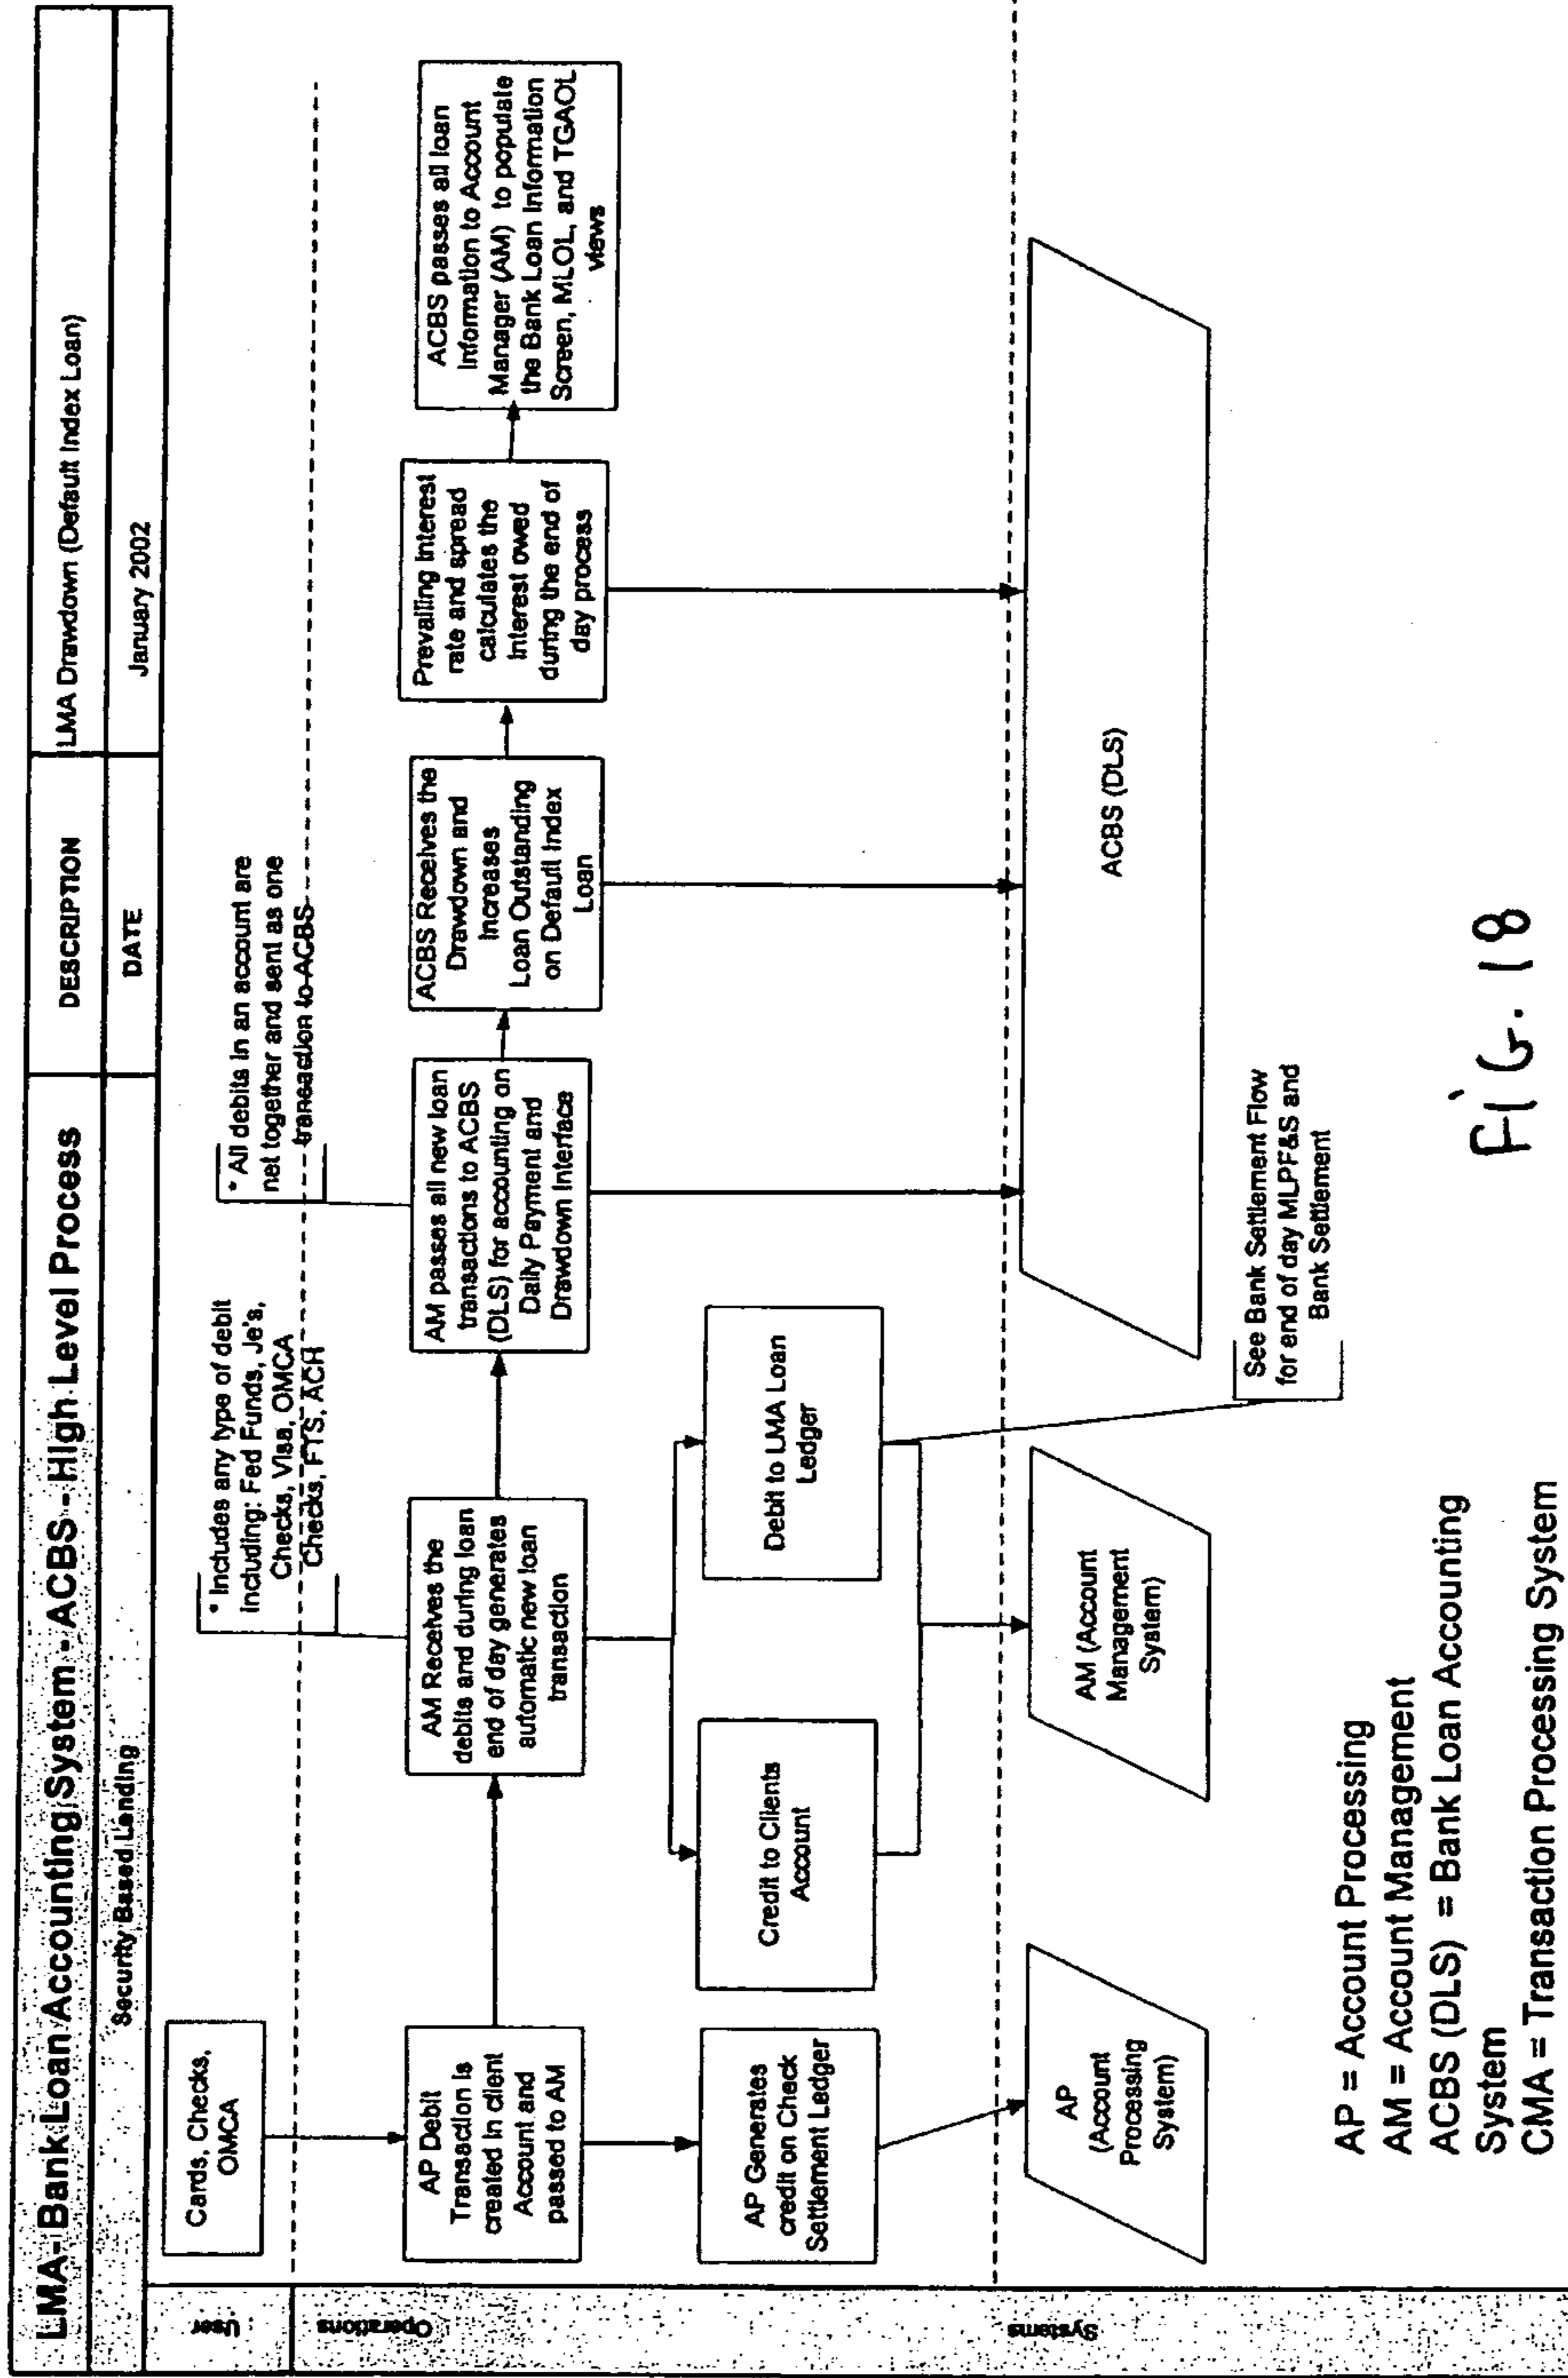 LMA- Bank Loan Accounting System - ACBS - High Level Process
DESCRIPTION
LMA Drawdown (Default Index Loan)
Security Based Lending
DATE
January 2002
User
Cards, Checks,
OMCA
* Includes any type of debit
Including: Fed Funds, Je's,
Checks, Visa, OMCA
Checks, FTS, ACH
* All debits in an account are
net together and sent as one
transaction to ACBS
Operations
AP Debit
Transaction is
created in client
Account and
passed to AM
AM Receives the
debits and during loan
end of day generates
automatic new loan
transaction
AM passes all new loan
transactions to ACBS
(DLS) for accounting on
Daily Payment and
Drawdown Interface
ACBS Receives the
Drawdown and
Increases
Loan Outstanding
on Default Index
Loan
Prevailing Interest
rate and spread
calculates the
Interest owed
during the end of
day process
ACBS passes all loan
Information to Account
Manager (AM) to populate
the Bank Loan Information
Screen, MLOL, and TGAOL
views
AP Generates
credit on Check
Settlement Ledger
Credit to Clients
Account
Debit to LMA Loan
Ledger
Systems
AP
(Account
Processing
System)
AM (Account
Management
System)
ACBS (DLS)
See Bank Settlement Flow
for end of day MLPF&S and
Bank Settlement
AP = Account Processing
AM = Account Management
ACBS (DLS) = Bank Loan Accounting
System
CMA = Transaction Processing System
FIG. 18